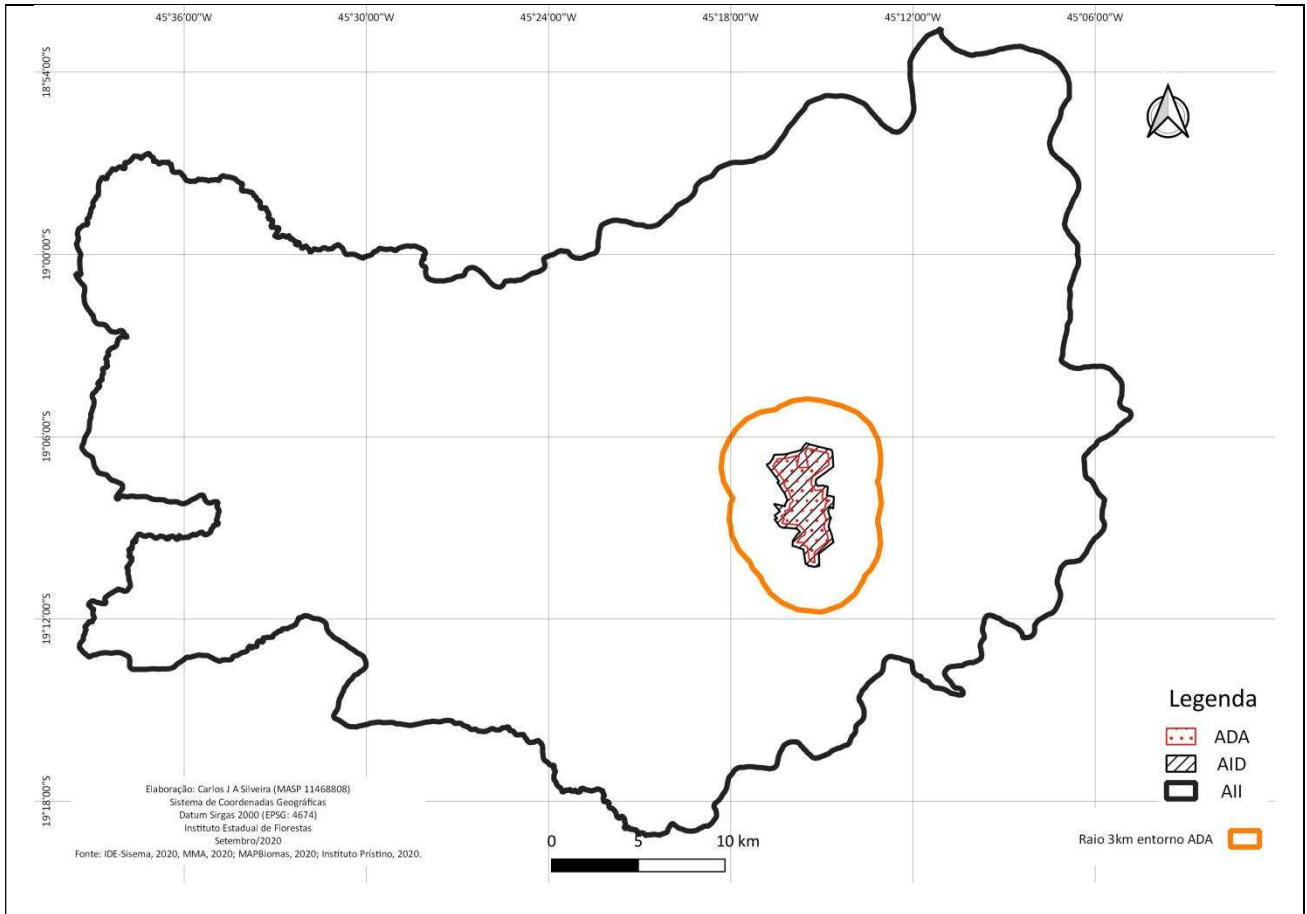 45°36'00"W 45°30'00"W 45°24'00"W 45°18'00"W 45°12'00"W 45°06'00"W
18°54'00"S
19°00'00"S
19°06'00"S
19°12'00"S
19°18'00"S
Legenda
ADA
AID
AII
Raio 3km entorno ADA
Elaboração: Carlos J A Silveira (MASP 11468808)
Sistema de Coordenadas Geográficas
Datum Sirgas 2000 (EPSG: 4674)
Instituto Estadual de Florestas
Setembro/2020
Fonte: IDE-Sisema, 2020, MMA, 2020; MAPBiomas, 2020; Instituto Prístino, 2020.
0 5 10 km